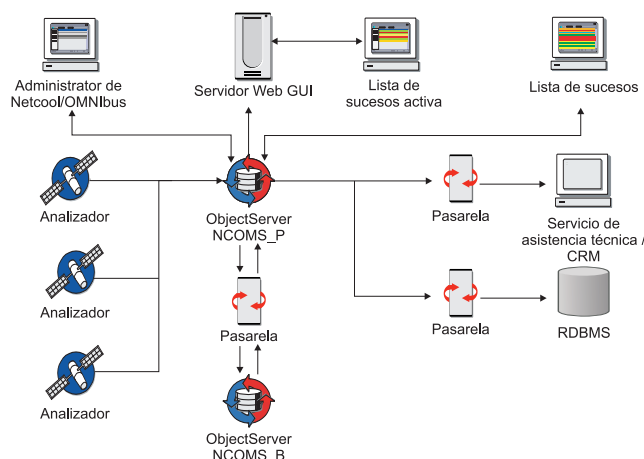 Administrator de
Netcool/OMNIbus
Servidor Web GUI
Lista de
sucesos activa
Lista de sucesos
Analizador
ObjectServer
NCOMS_P
Pasarela
Servicio de
asistencia técnica /
CRM
Analizador
Pasarela
Pasarela
RDBMS
Analizador
ObjectServer
NCOMS_B